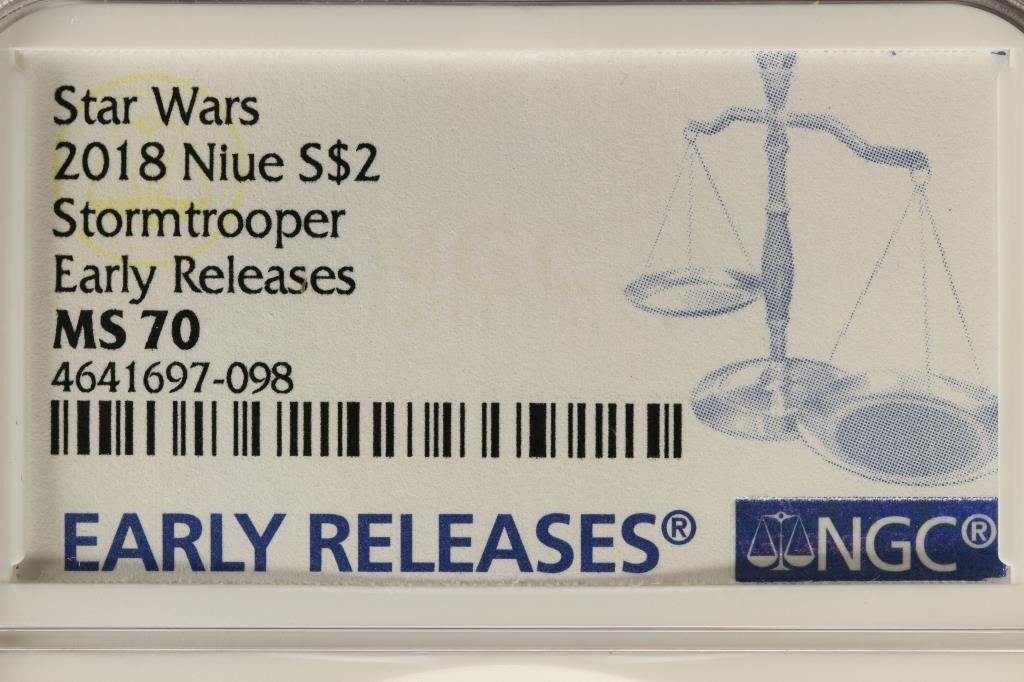 Star Wars
2018 Niue S$2
Stormtrooper
Early Releases
MS 70
4641697-098
EARLY RELEASES®
NGC®